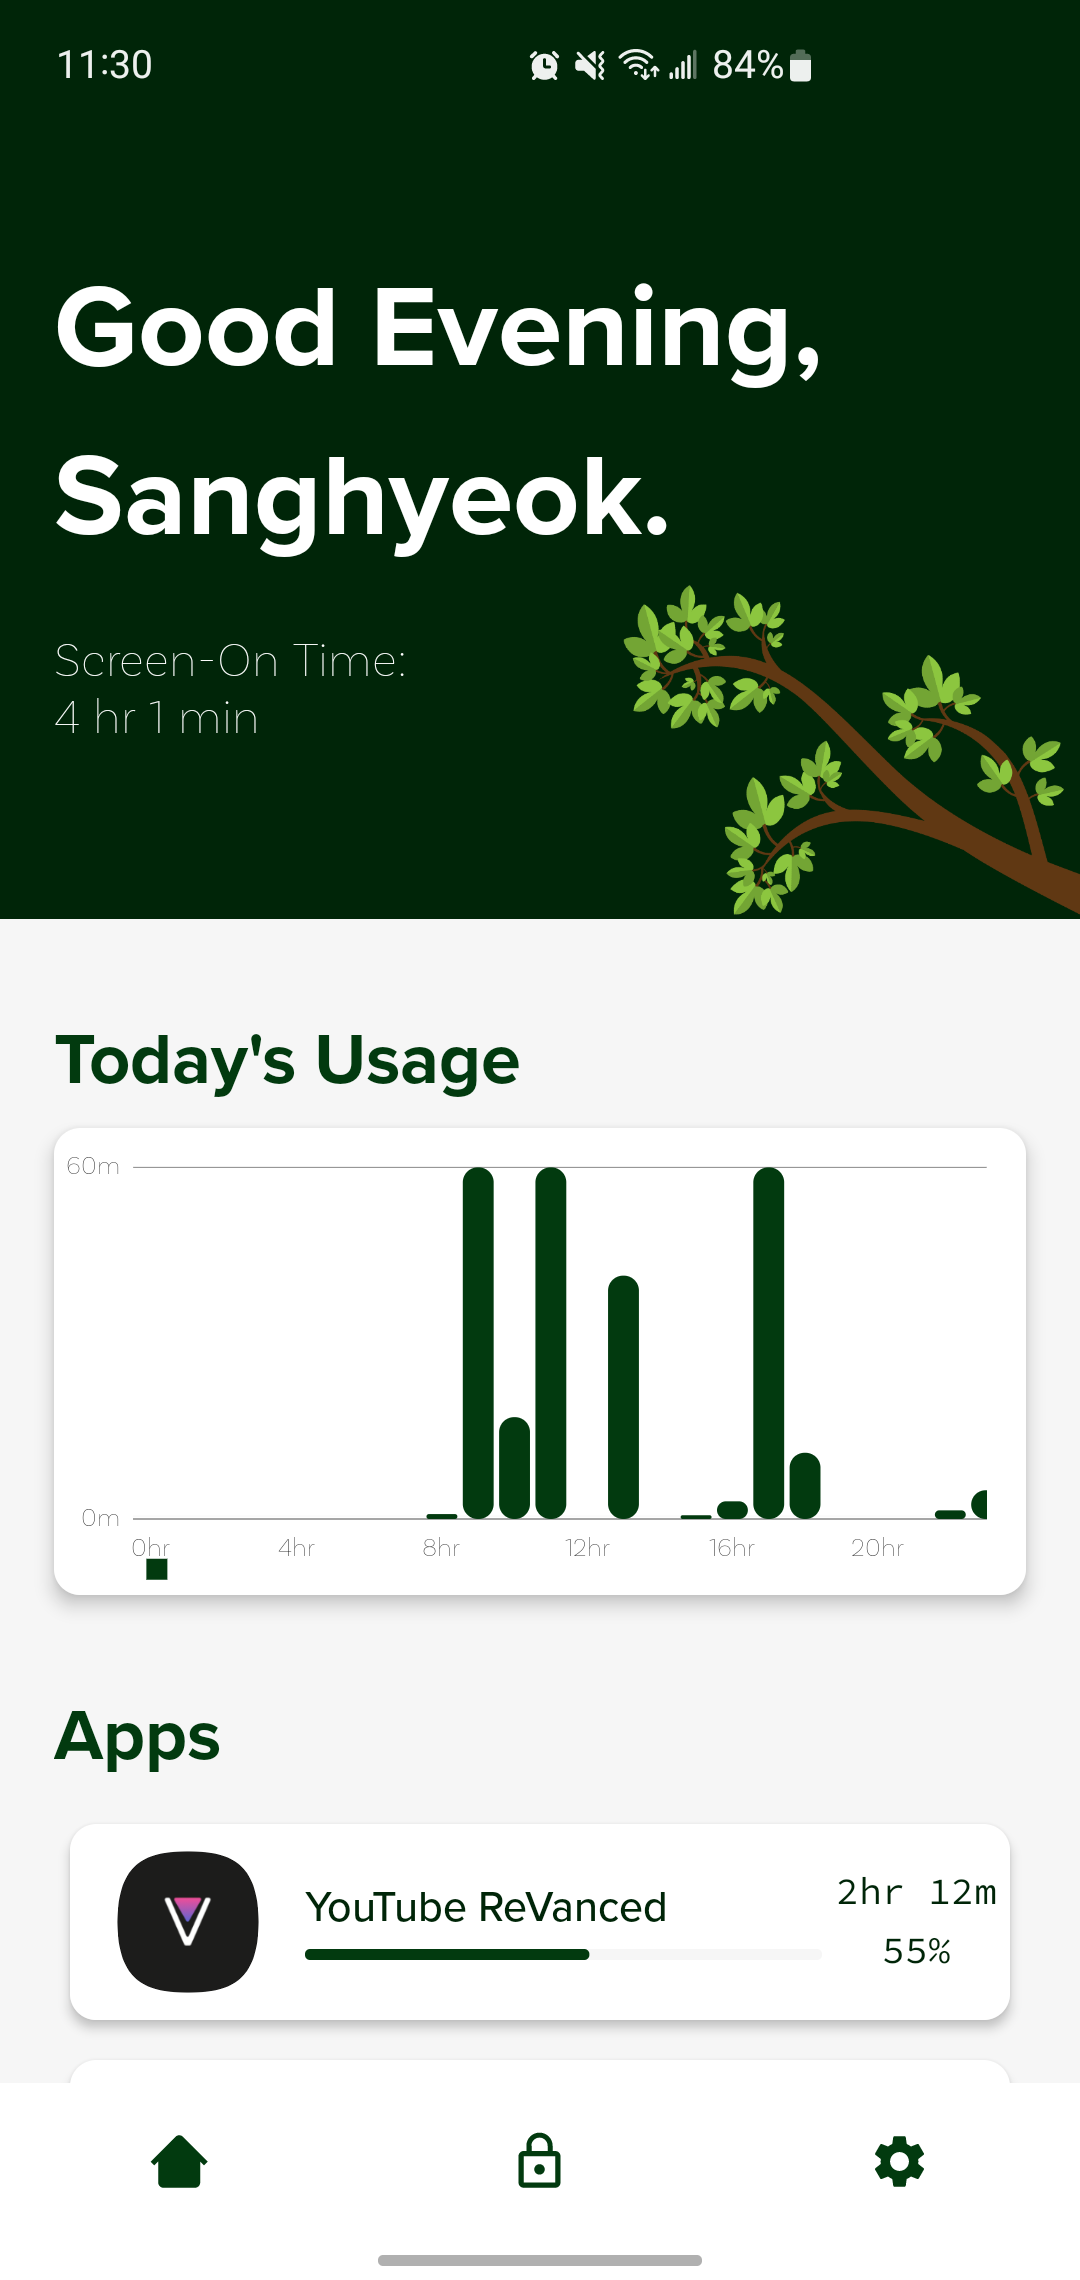 11:30
84%
Good Evening,
Sanghyeok.
Screen-On Time:
4 hr 1 min
Today's Usage
60m
0m
0hr 4hr 8hr 12hr 16hr 20hr
Apps
YouTube ReVanced
2hr 12m
55%